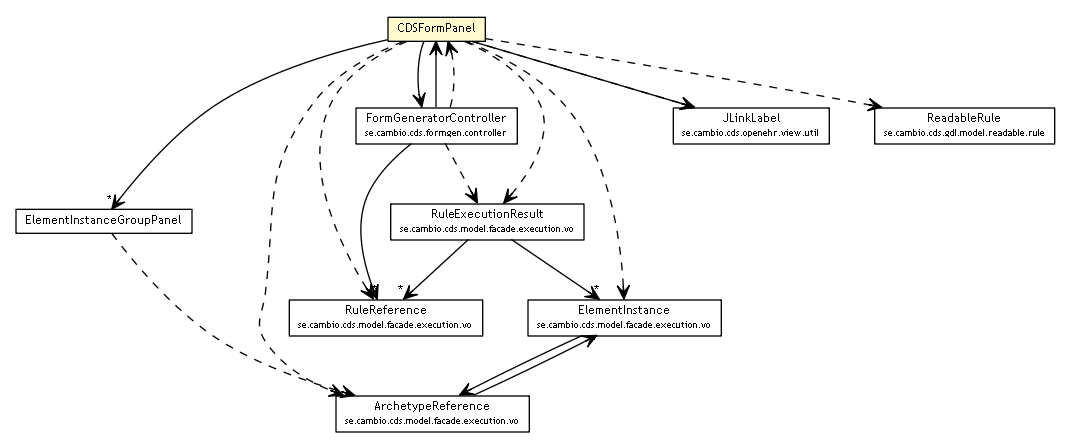 CDSFormPanel
FormGeneratorController
se.cambio.cds.formgen.controller
JLinkLabel
se.cambio.cds.openehr.view.util
ReadableRule
se.cambio.cds.gdl.model.readable.rule
*
ElementInstanceGroupPanel
RuleExecutionResult
se.cambio.cds.model.facade.execution.vo
*
*
*
RuleReference
se.cambio.cds.model.facade.execution.vo
ElementInstance
se.cambio.cds.model.facade.execution.vo
ArchetypeReference
se.cambio.cds.model.facade.execution.vo